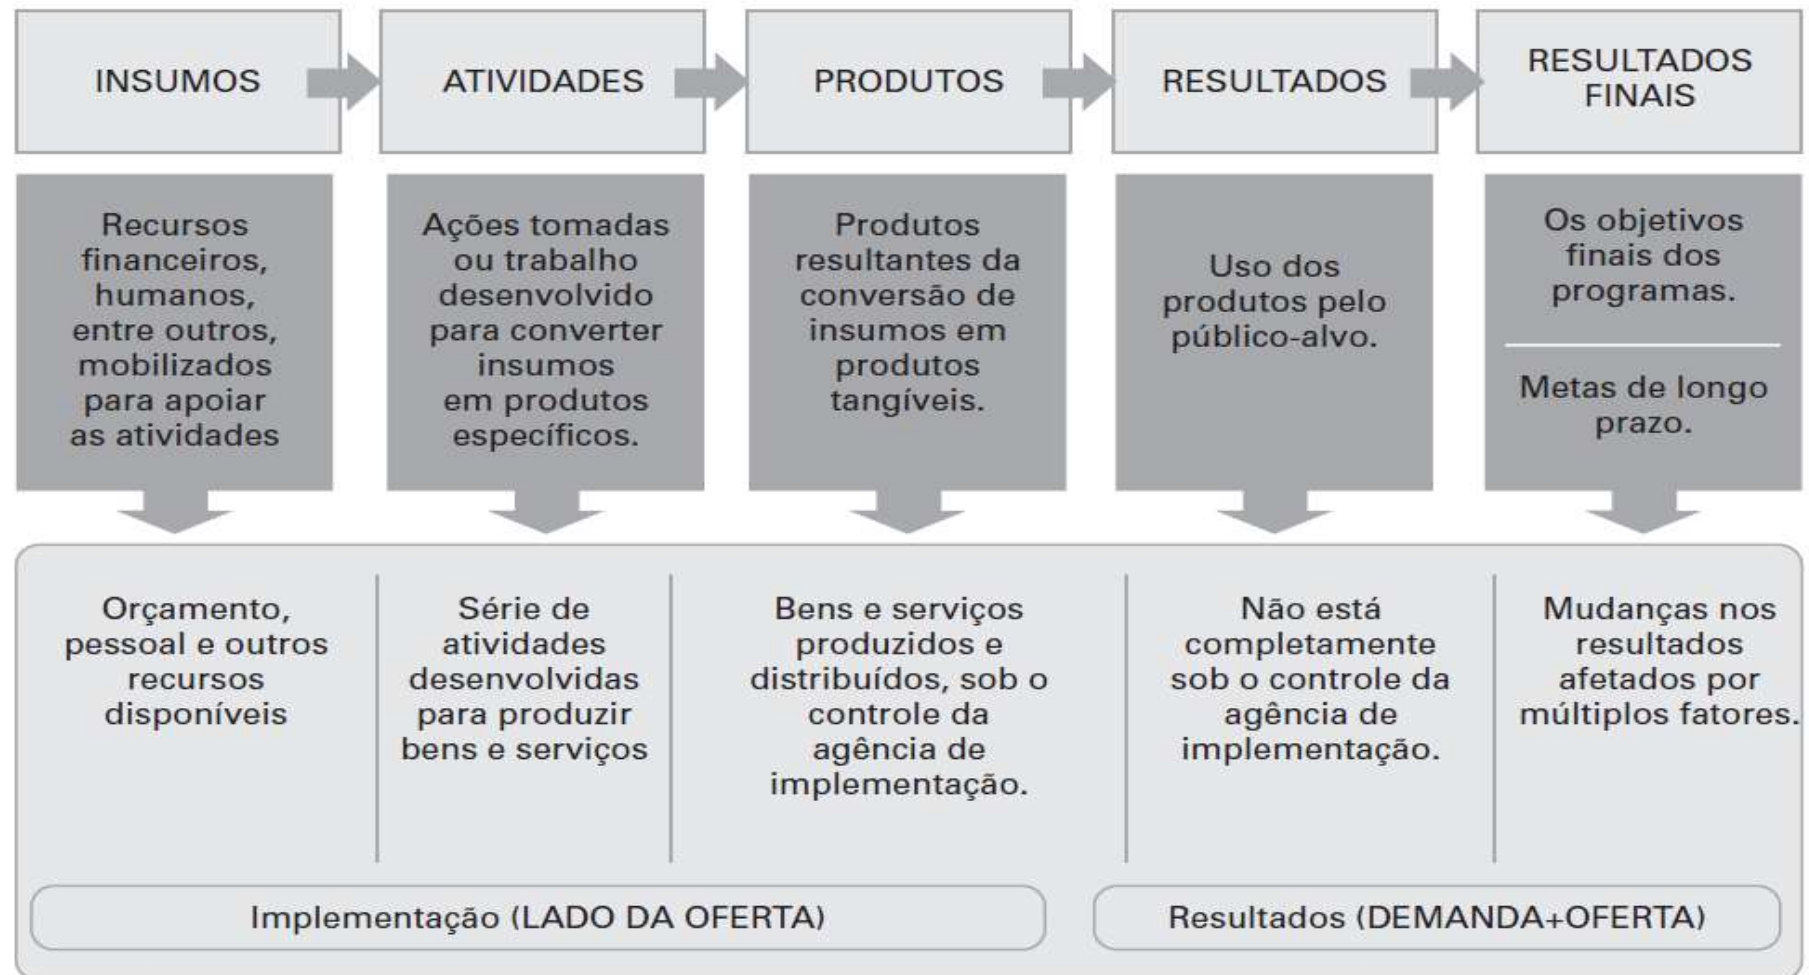 INSUMOS
ATIVIDADES
PRODUTOS
RESULTADOS
RESULTADOS
FINAIS
Recursos
financeiros,
humanos,
entre outros,
mobilizados
para apoiar
as atividades
Ações tomadas
ou trabalho
desenvolvido
para converter
insumos
em produtos
específicos.
Produtos
resultantes da
conversão de
insumos em
produtos
tangíveis.
Uso dos
produtos pelo
público-alvo.
Os objetivos
finais dos
programas.
Metas de longo
prazo.
Orçamento,
pessoal e outros
recursos
disponíveis
Série de
atividades
desenvolvidas
para produzir
bens e serviços
Bens e serviços
produzidos e
distribuídos, sob o
controle da
agência de
implementação.
Não está
completamente
sob o controle da
agência de
implementação.
Mudanças nos
resultados
afetados por
múltiplos fatores.
Implementação (LADO DA OFERTA)
Resultados (DEMANDA+OFERTA)